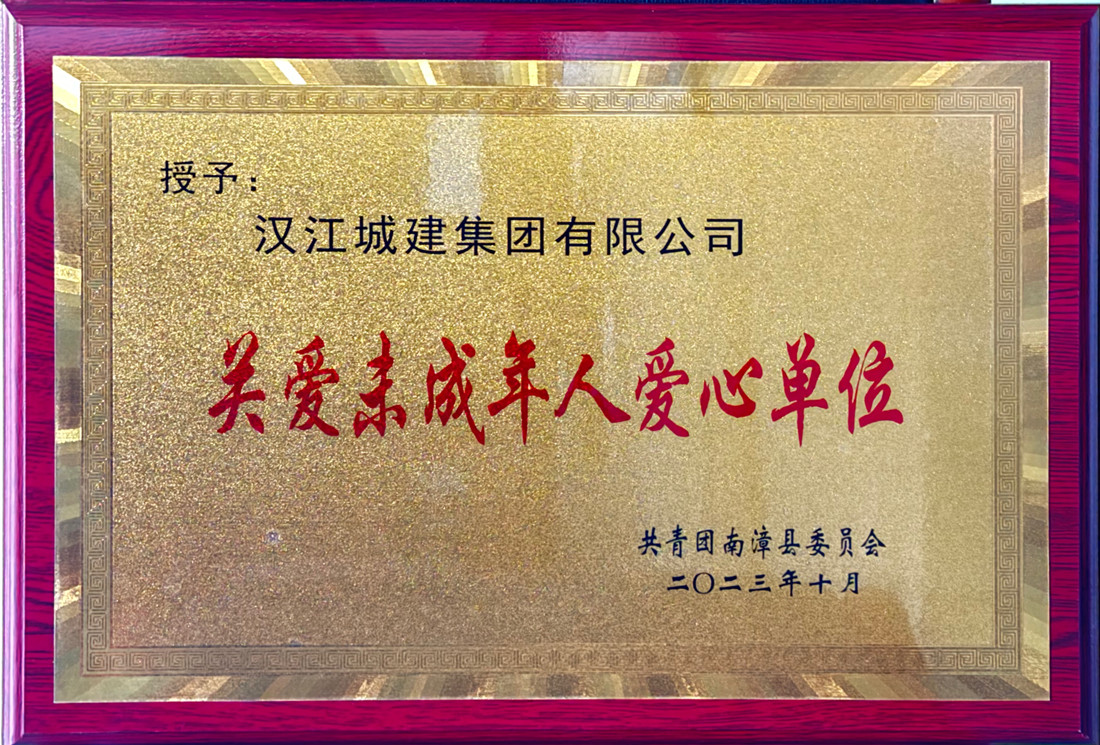 授予：
汉江城建集团有限公司
关爱未成年人爱心单位
共青团南漳县委员会
二〇二三年十月